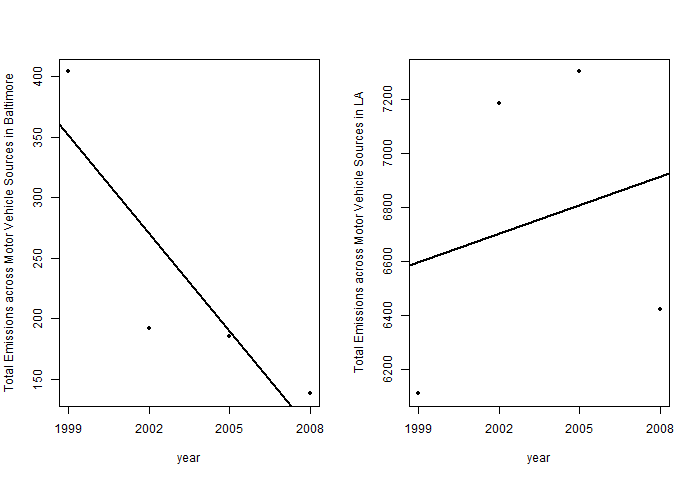 Total Emissions across Motor Vehicle Sources in Baltimore
400
350
300
250
200
150
1999 2002 2005 2008
year
Total Emissions across Motor Vehicle Sources in LA
7200
7000
6800
6600
6400
6200
1999 2002 2005 2008
year